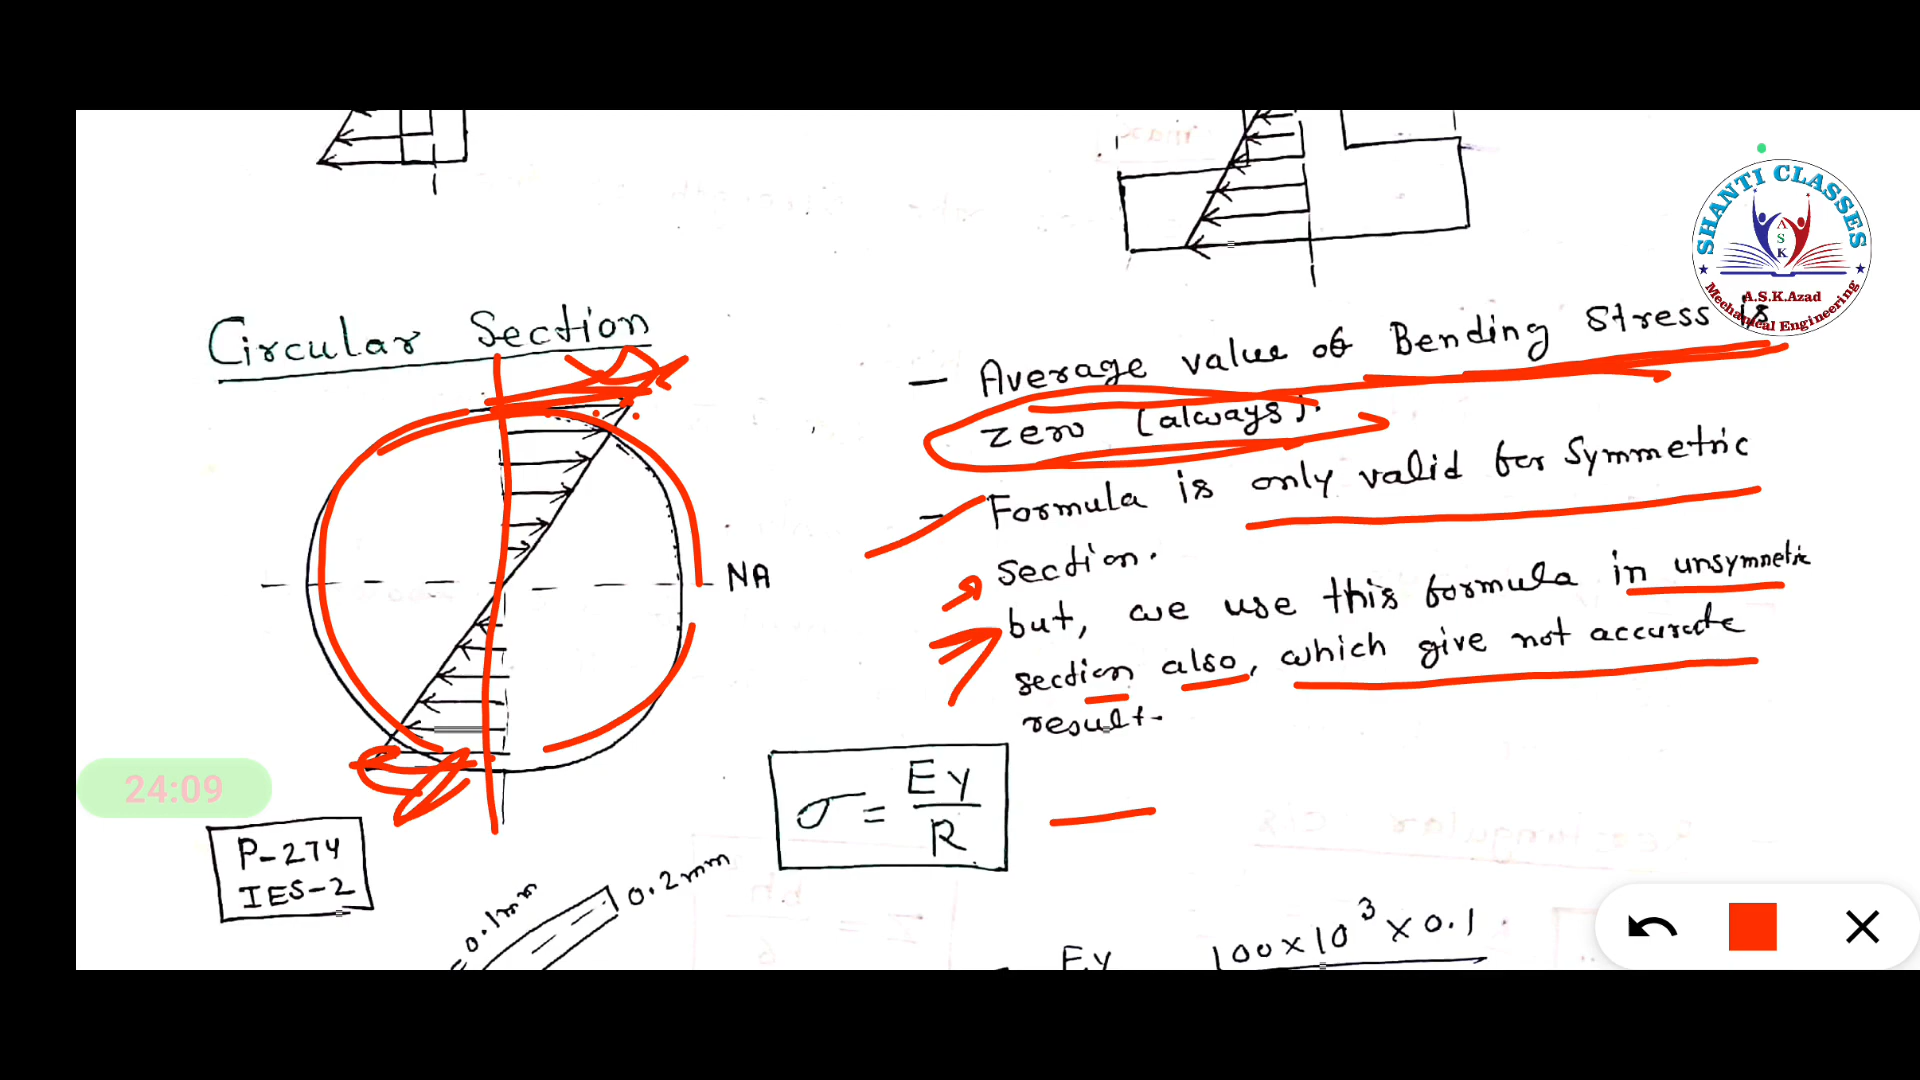 SHANTI CLASSES
A.S.K.Azad
Mechanical Engineering
A
S
K
Circular Section
NA
— Average value of Bending Stress is
zero (always).
— Formula is only valid for Symmetric
section.
but, we use this formula in unsymnetic
section also, which give not accurate
result.
σ = Ey
R
24:09
P-274
IES-2
= 0.1mm
0.2mm
Ey
100×10³×0.1